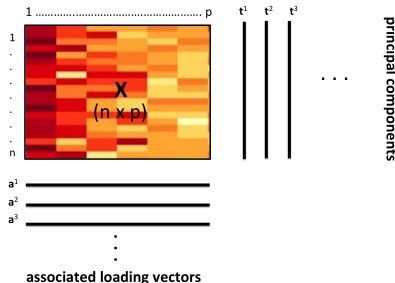 1 ........................................ p
t¹ t² t³
1
.
.
.
.
.
.
.
n
X
(n x p)
. . .
principal components
a¹
a²
a³
.
.
.
associated loading vectors